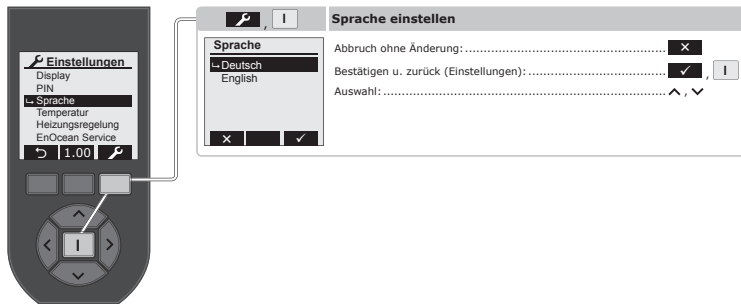 , I Sprache einstellen
Sprache
Deutsch
English
Abbruch ohne Änderung:
Bestätigen u. zurück (Einstellungen): , I
Auswahl: ,
Einstellungen
Display
PIN
Sprache
Temperatur
Heizungsregelung
EnOcean Service
1.00
I